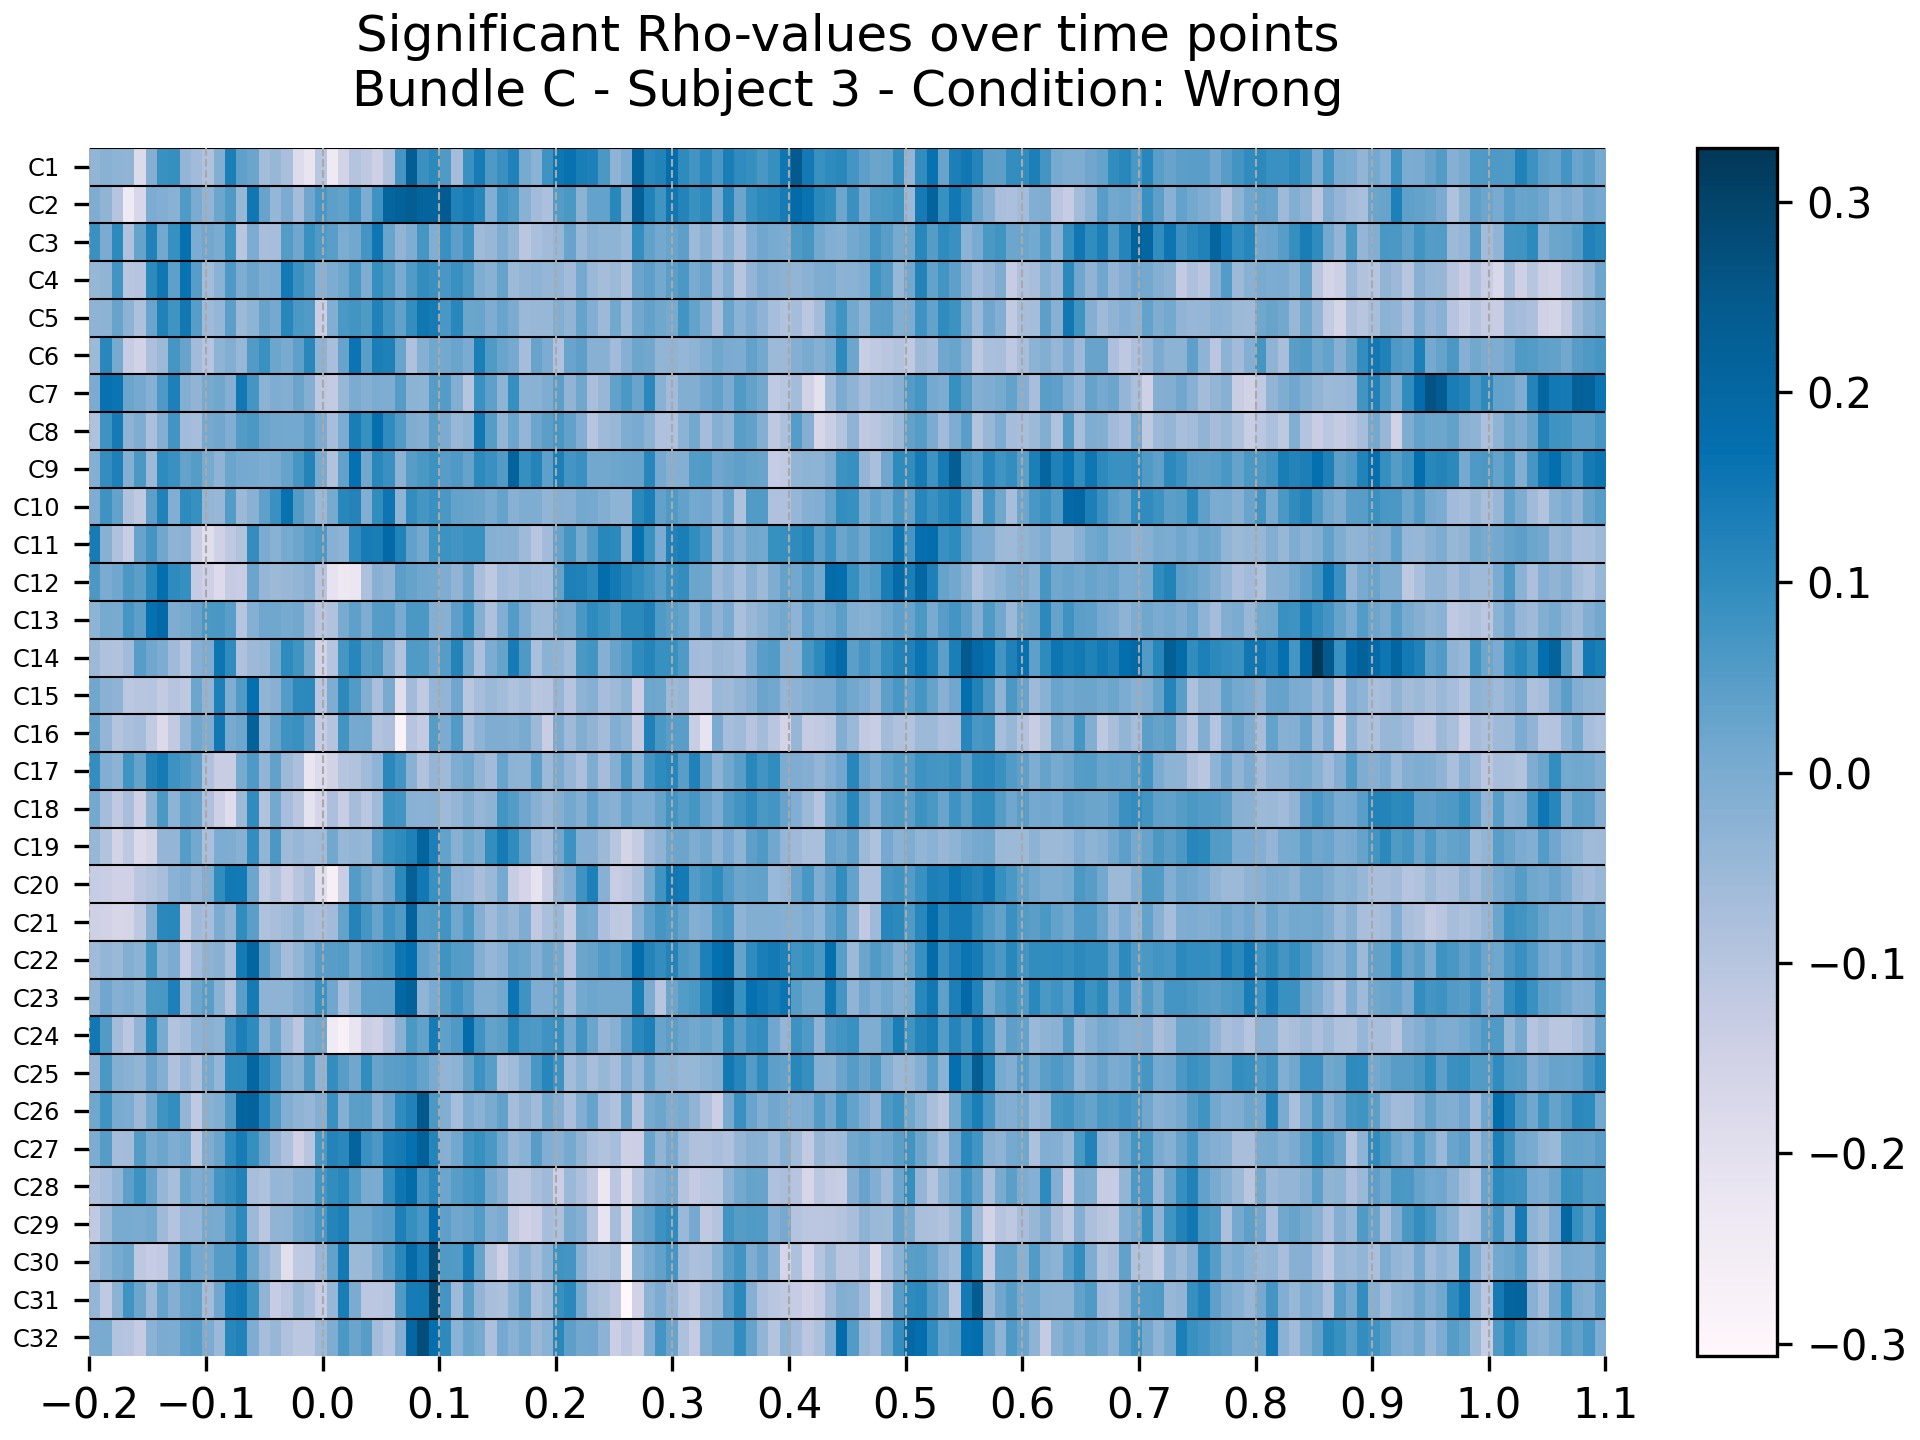 Significant Rho-values over time points
Bundle C - Subject 3 - Condition: Wrong
C1
C2
C3
C4
C5
C6
C7
C8
C9
C10
C11
C12
C13
C14
C15
C16
C17
C18
C19
C20
C21
C22
C23
C24
C25
C26
C27
C28
C29
C30
C31
C32
−0.2 −0.1 0.0 0.1 0.2 0.3 0.4 0.5 0.6 0.7 0.8 0.9 1.0 1.1
0.3
0.2
0.1
0.0
−0.1
−0.2
−0.3